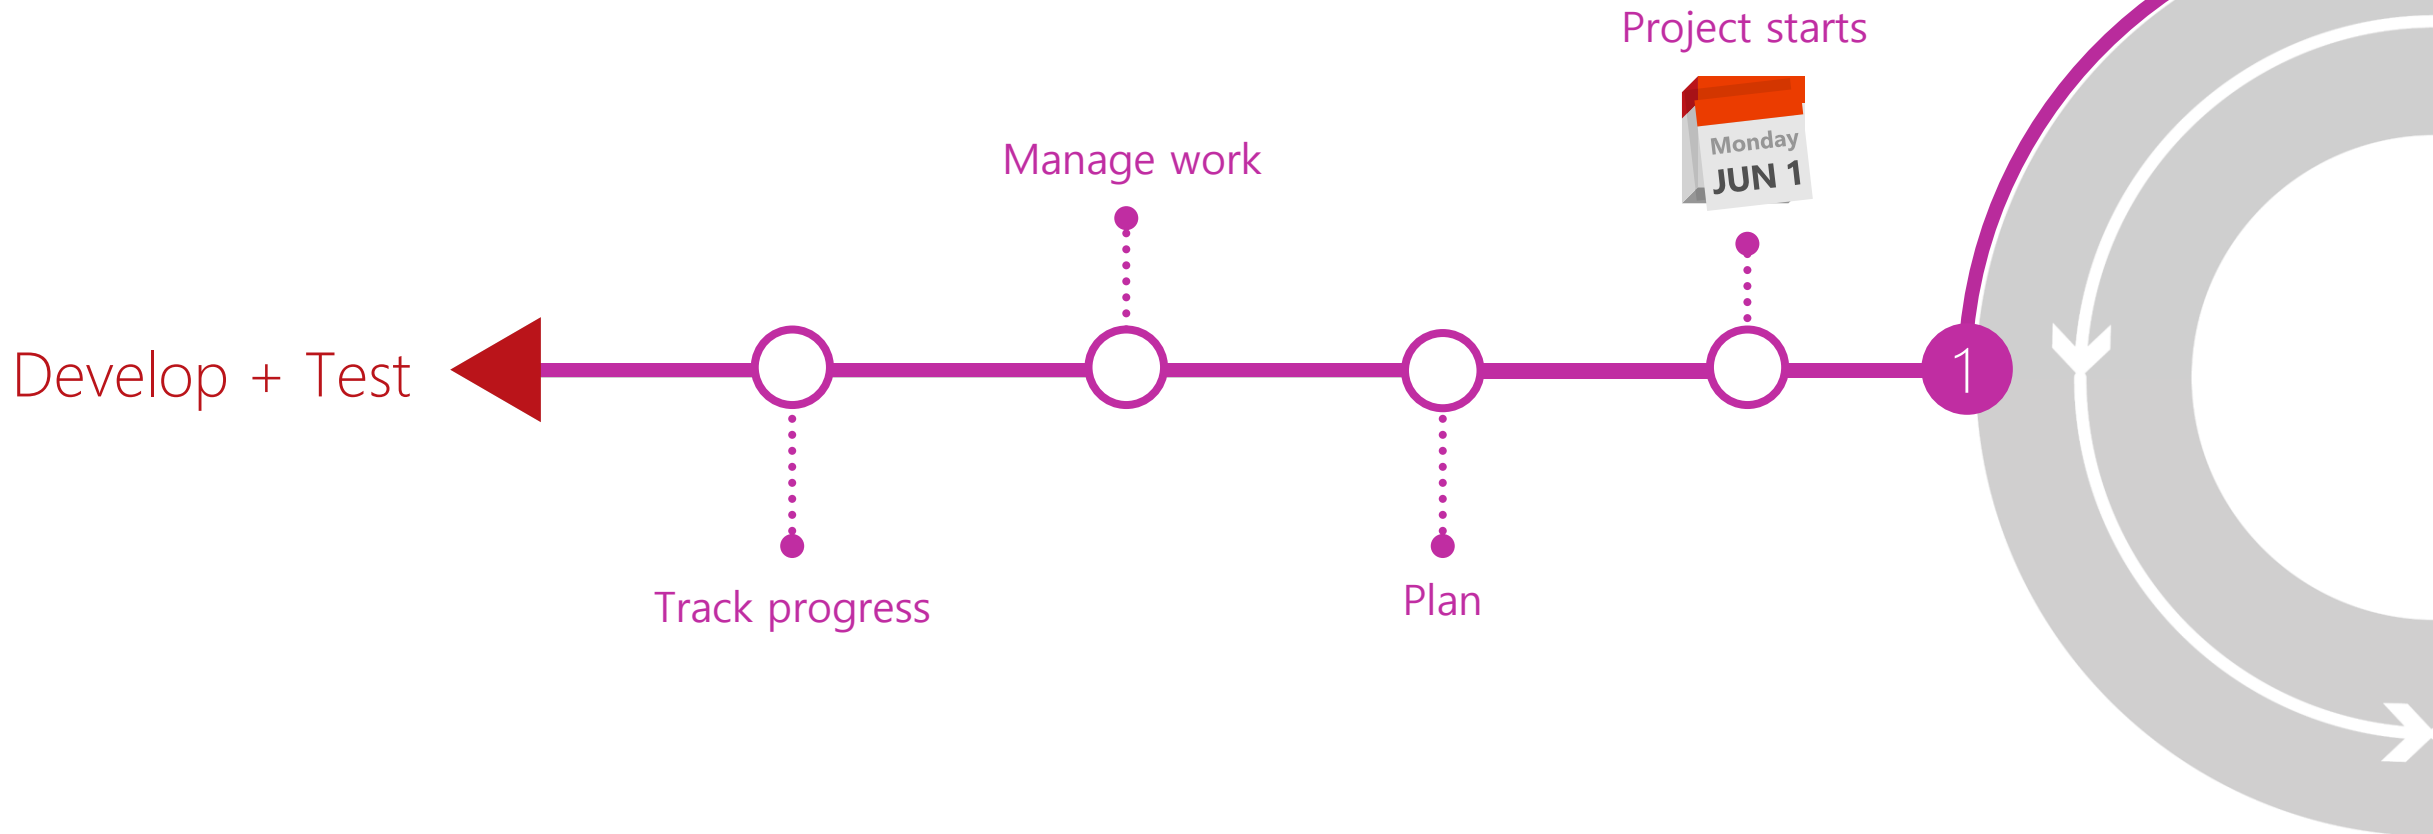 Project starts
Monday
JUN 1
Manage work
Develop + Test
1
Track progress
Plan